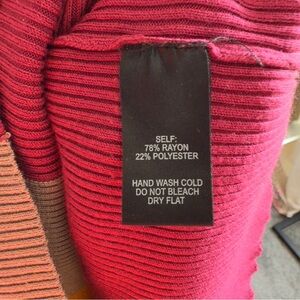 SELF:
78% RAYON
22% POLYESTER
HAND WASH COLD
DO NOT BLEACH
DRY FLAT